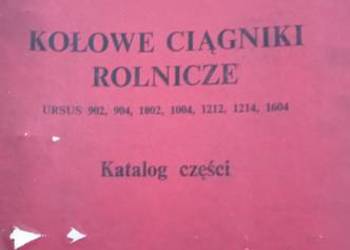 KOŁOWE CIĄGNIKI
ROLNICZE
URSUS 902, 904, 1002, 1004, 1212, 1214, 1604
Katalog części